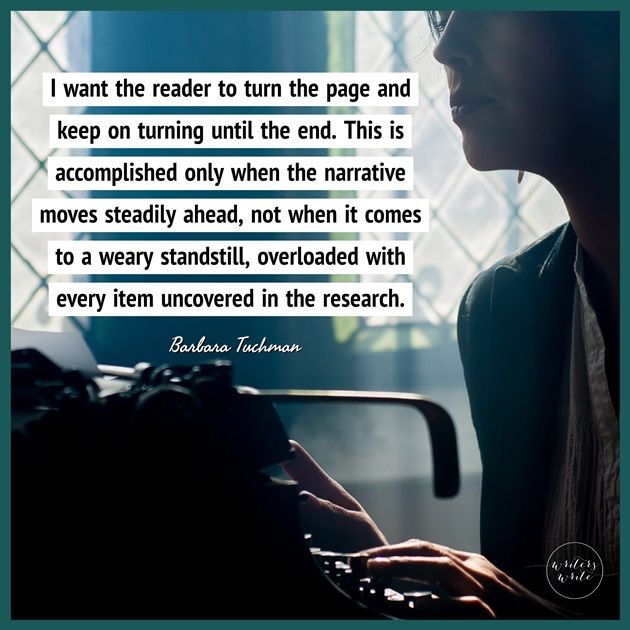 I want the reader to turn the page and
keep on turning until the end. This is
accomplished only when the narrative
moves steadily ahead, not when it comes
to a weary standstill, overloaded with
every item uncovered in the research.
Barbara Tuchman
writers
write